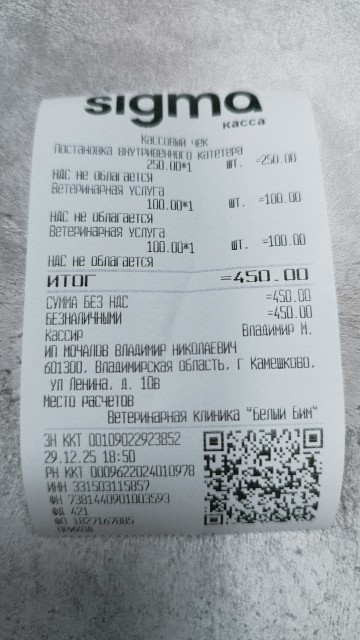 sigma
касса
Кассовый чек
Постановка внутривенного катетера
250.00*1 шт. =250.00
НДС не облагается
Ветеринарная услуга
100.00*1 шт. =100.00
НДС не облагается
Ветеринарная услуга
100.00*1 шт. =100.00
НДС не облагается
ИТОГ =450.00
СУММА БЕЗ НДС =450.00
БЕЗНАЛИЧНЫМИ =450.00
Кассир Владимир М.
ИП МОЧАЛОВ ВЛАДИМИР НИКОЛАЕВИЧ
601300, Владимирская область, г Камешково,
ул Ленина, д. 10В
Место расчетов
Ветеринарная клиника "Белый Бим"
ЗН ККТ 00109022923852
29.12.25 18:50
РН ККТ 0009622024010978
ИНН 331503115857
ФН 7381440901003593
ФД 421
ФП 1827167885
ПРИХОД